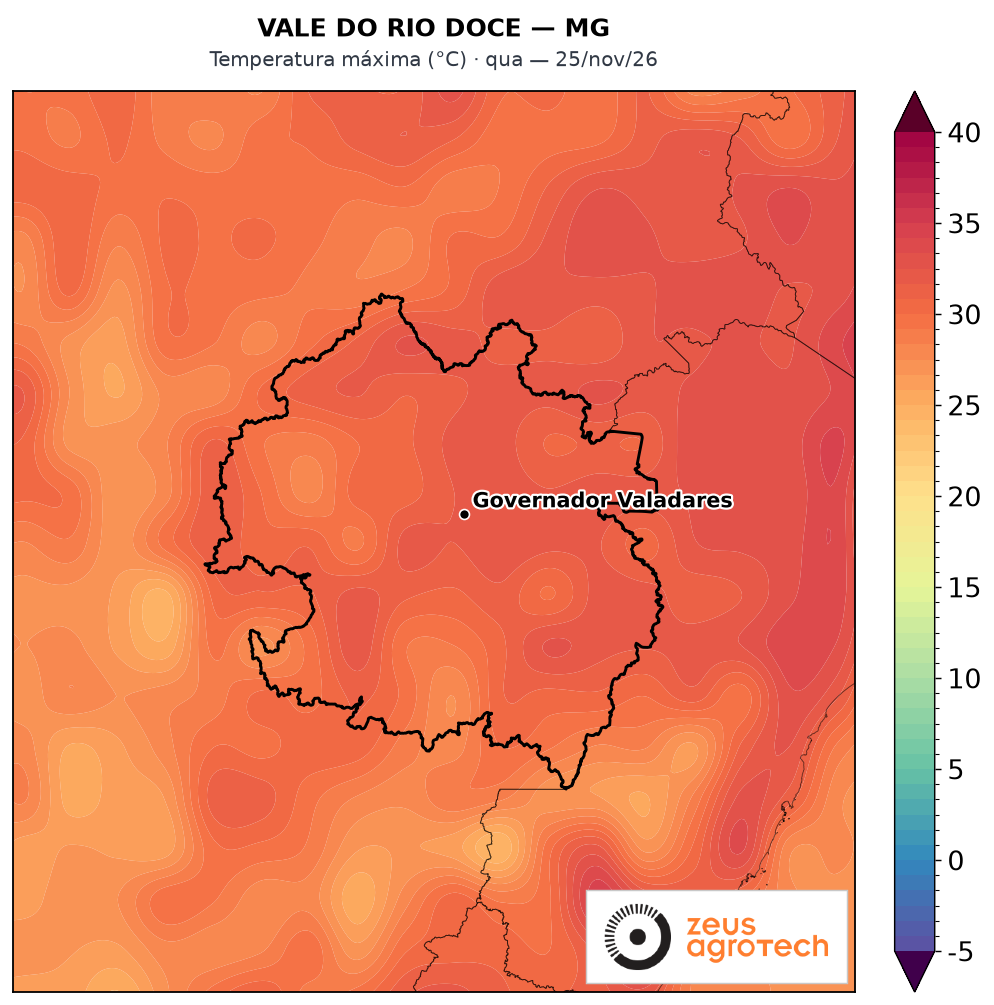 VALE DO RIO DOCE — MG
Temperatura máxima (°C) · qua — 25/nov/26
40
35
30
25
20
15
10
5
0
-5
Governador Valadares
zeus
agrotech